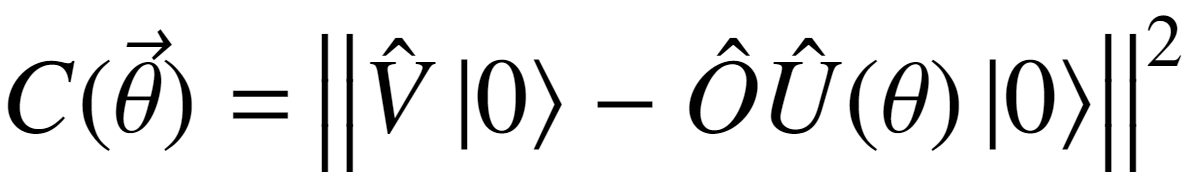 C(θ⃗) = ‖V̂ |0⟩ − ÔÛ(θ) |0⟩‖²